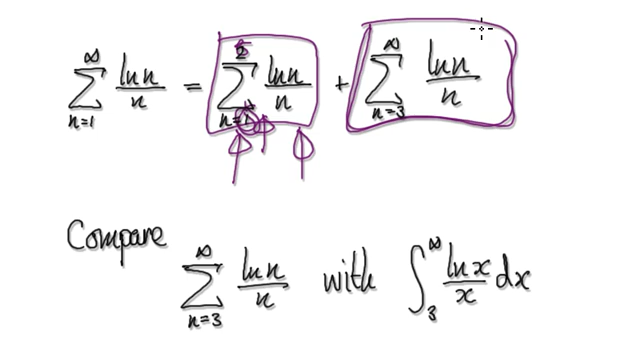 ∞∑n=1 ln n/n = 2∑n=1 ln n/n + ∞∑n=3 ln n/n
Compare
∞∑n=3 ln n/n with ∫3^∞ ln x/x dx